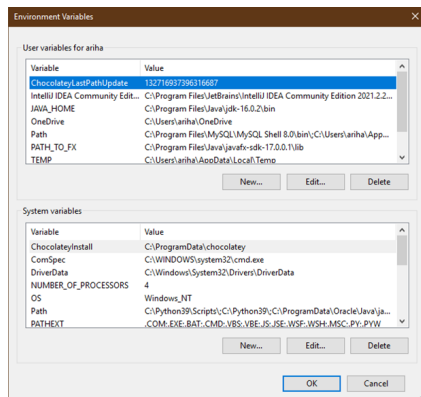 Environment Variables
User variables for ariha
Variable Value
ChocolateyLastPathUpdate 132716937396316687
IntelliJ IDEA Community Edit... C:\Program Files\JetBrains\IntelliJ IDEA Community Edition 2021.2.2...
JAVA_HOME C:\Program Files\Java\jdk-16.0.2\bin
OneDrive C:\Users\ariha\OneDrive
Path C:\Program Files\MySQL\MySQL Shell 8.0\bin\;C:\Users\ariha\App...
PATH_TO_FX C:\Program Files\Java\javafx-sdk-17.0.0.1\lib
TEMP C:\Users\ariha\AppData\Local\Temp
New... Edit... Delete
System variables
Variable Value
ChocolateyInstall C:\ProgramData\chocolatey
ComSpec C:\WINDOWS\system32\cmd.exe
DriverData C:\Windows\System32\Drivers\DriverData
NUMBER_OF_PROCESSORS 4
OS Windows_NT
Path C:\Python39\Scripts\;C:\Python39\;C:\ProgramData\Oracle\Java\ja...
PATHEXT .COM;.EXE;.BAT;.CMD;.VBS;.VBE;.JS;.JSE;.WSF;.WSH;.MSC;.PY;.PYW
New... Edit... Delete
OK Cancel